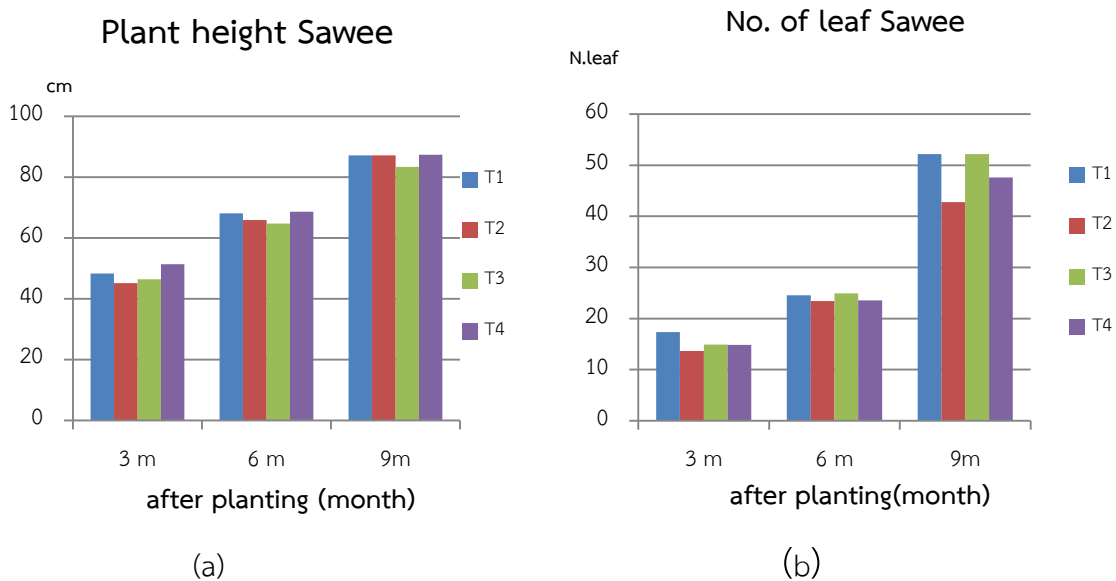 Plant height Sawee
cm
100
80
60
40
20
0
3 m 6 m 9m
after planting (month)
T1
T2
T3
T4
(a)
No. of leaf Sawee
N.leaf
60
50
40
30
20
10
0
3 m 6 m 9m
after planting(month)
T1
T2
T3
T4
(b)